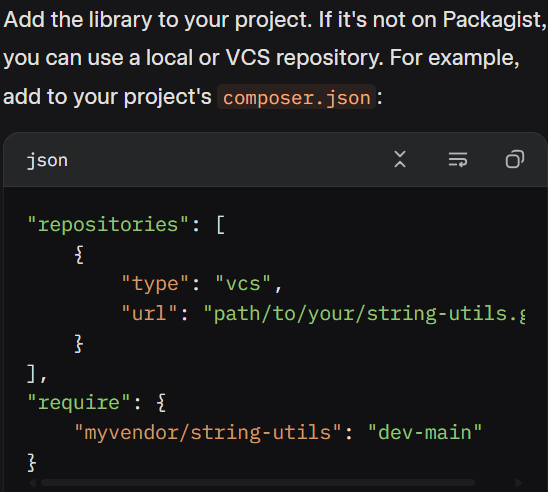 Add the library to your project. If it's not on Packagist,
you can use a local or VCS repository. For example,
add to your project's composer.json:
json
"repositories": [
    {
        "type": "vcs",
        "url": "path/to/your/string-utils.g
    }
],
"require": {
    "myvendor/string-utils": "dev-main"
}